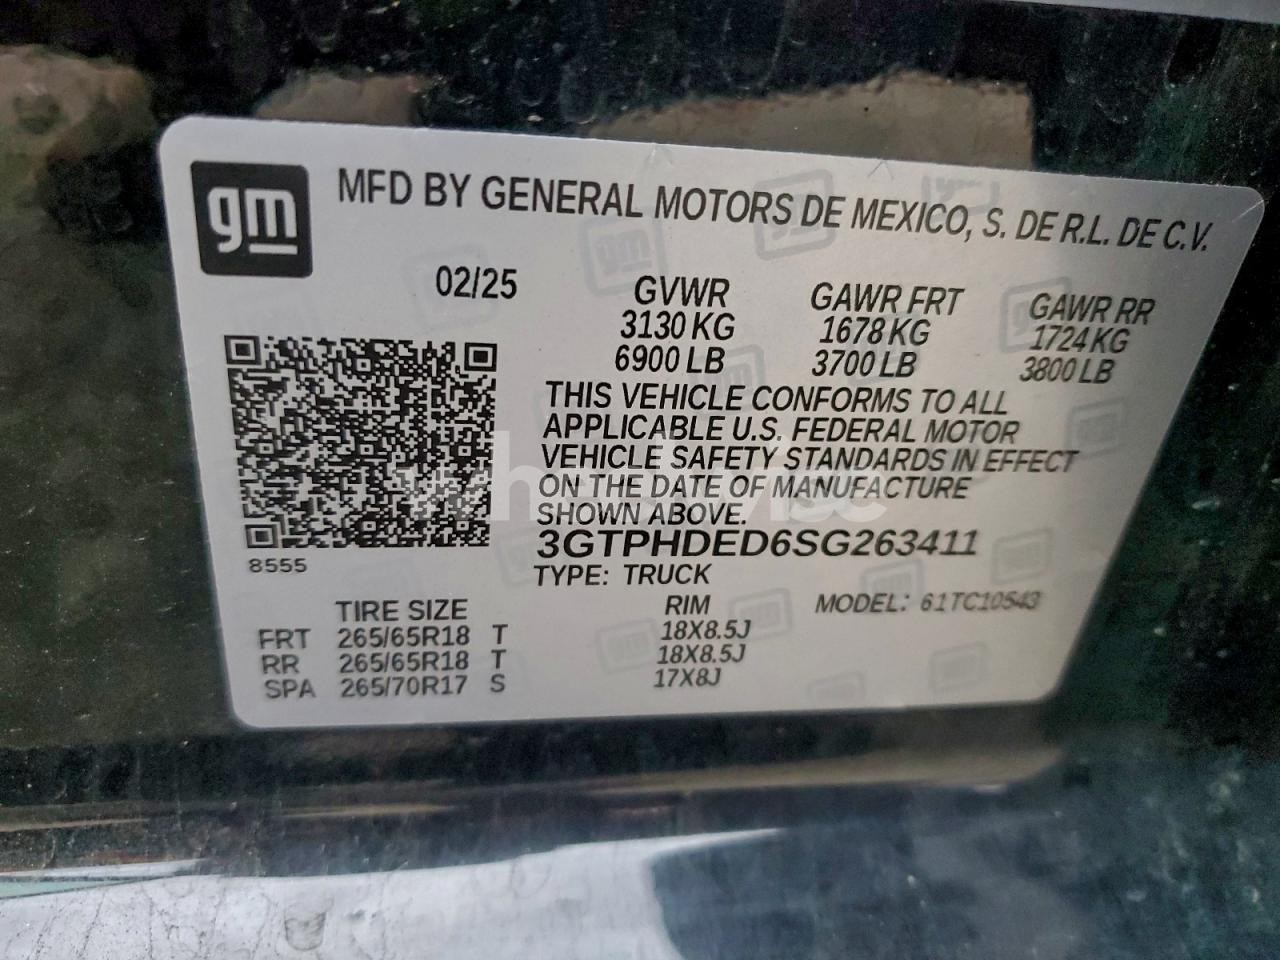 gm
MFD BY GENERAL MOTORS DE MEXICO, S. DE R.L. DE C.V.
02/25 GVWR GAWR FRT GAWR RR
3130 KG 1678 KG 1724 KG
6900 LB 3700 LB 3800 LB
THIS VEHICLE CONFORMS TO ALL
APPLICABLE U.S. FEDERAL MOTOR
VEHICLE SAFETY STANDARDS IN EFFECT
ON THE DATE OF MANUFACTURE
SHOWN ABOVE.
3GTPHDED6SG263411
8555
TYPE: TRUCK
TIRE SIZE RIM MODEL: 61TC10543
FRT 265/65R18 T 18X8.5J
RR 265/65R18 T 18X8.5J
SPA 265/70R17 S 17X8J